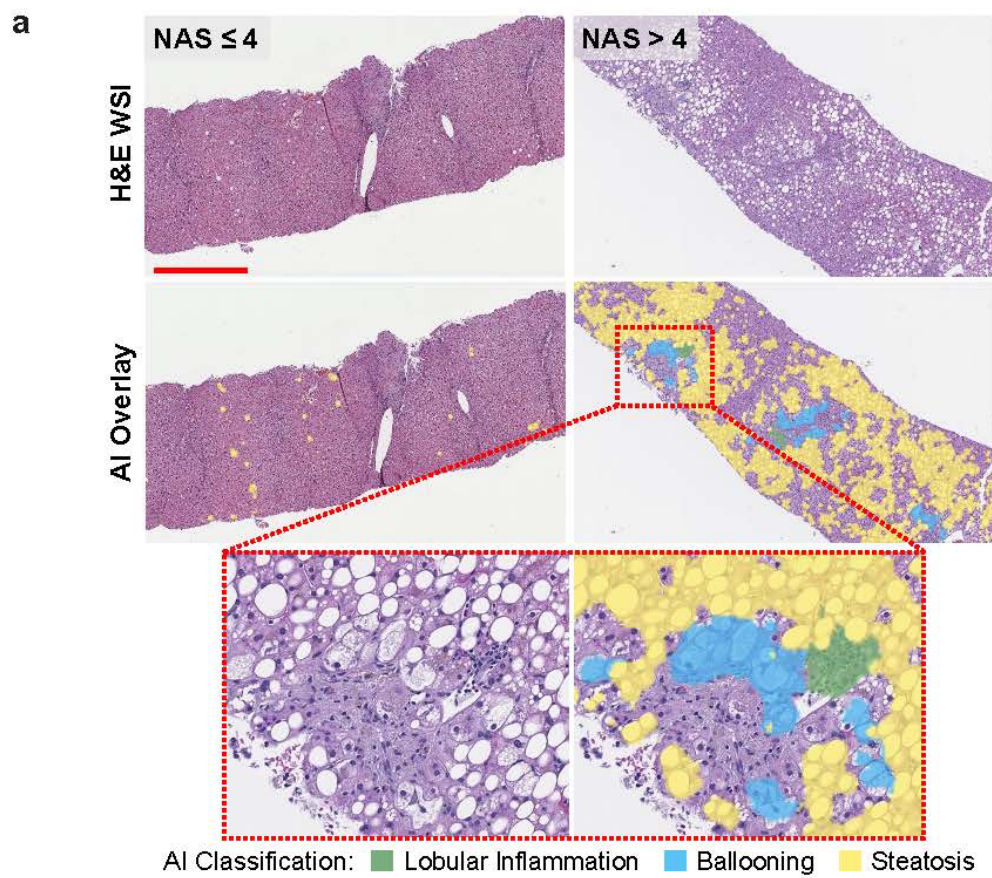 a
NAS ≤ 4
NAS > 4
H&E WSI
AI Overlay
AI Classification: Lobular Inflammation Ballooning Steatosis